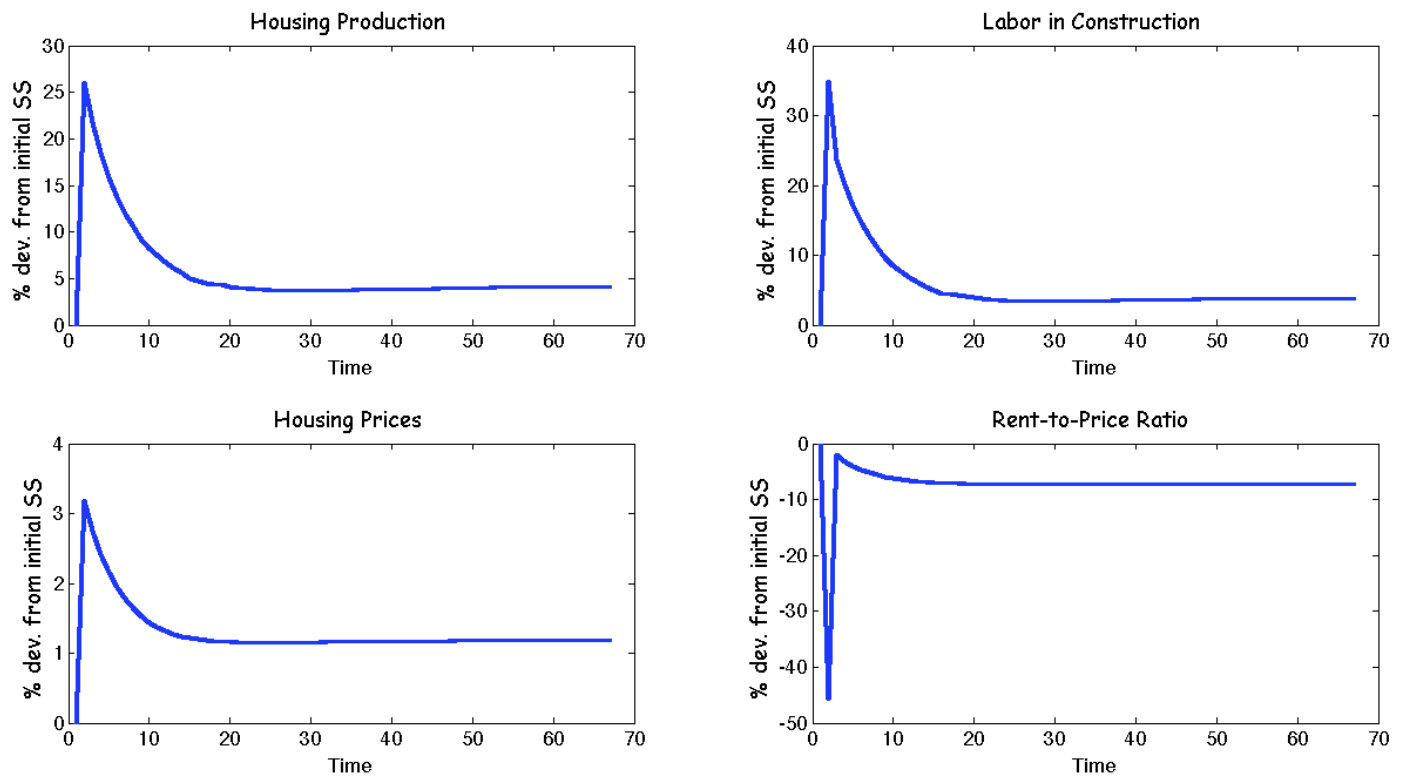 Housing Production
% dev. from initial SS
30
25
20
15
10
5
0
0 10 20 30 40 50 60 70
Time
Labor in Construction
% dev. from initial SS
40
30
20
10
0
0 10 20 30 40 50 60 70
Time
Housing Prices
% dev. from initial SS
4
3
2
1
0
0 10 20 30 40 50 60 70
Time
Rent-to-Price Ratio
% dev. from initial SS
0
-10
-20
-30
-40
-50
0 10 20 30 40 50 60 70
Time